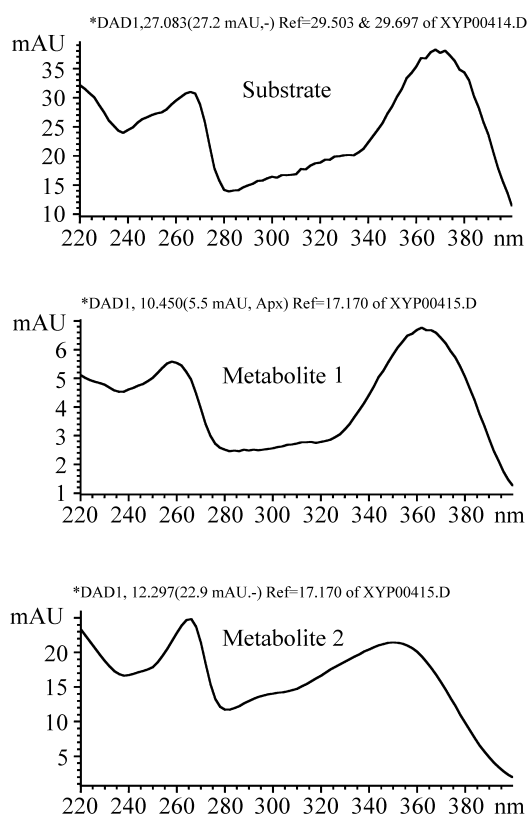 *DAD1,27.083(27.2 mAU,-) Ref=29.503 & 29.697 of XYP00414.D
mAU
35
30
25
20
15
10
Substrate
220 240 260 280 300 320 340 360 380 nm
*DAD1, 10.450(5.5 mAU, Apx) Ref=17.170 of XYP00415.D
mAU
6
5
4
3
2
1
Metabolite 1
220 240 260 280 300 320 340 360 380 nm
*DAD1, 12.297(22.9 mAU.-) Ref=17.170 of XYP00415.D
mAU
20
15
10
5
Metabolite 2
220 240 260 280 300 320 340 360 380 nm